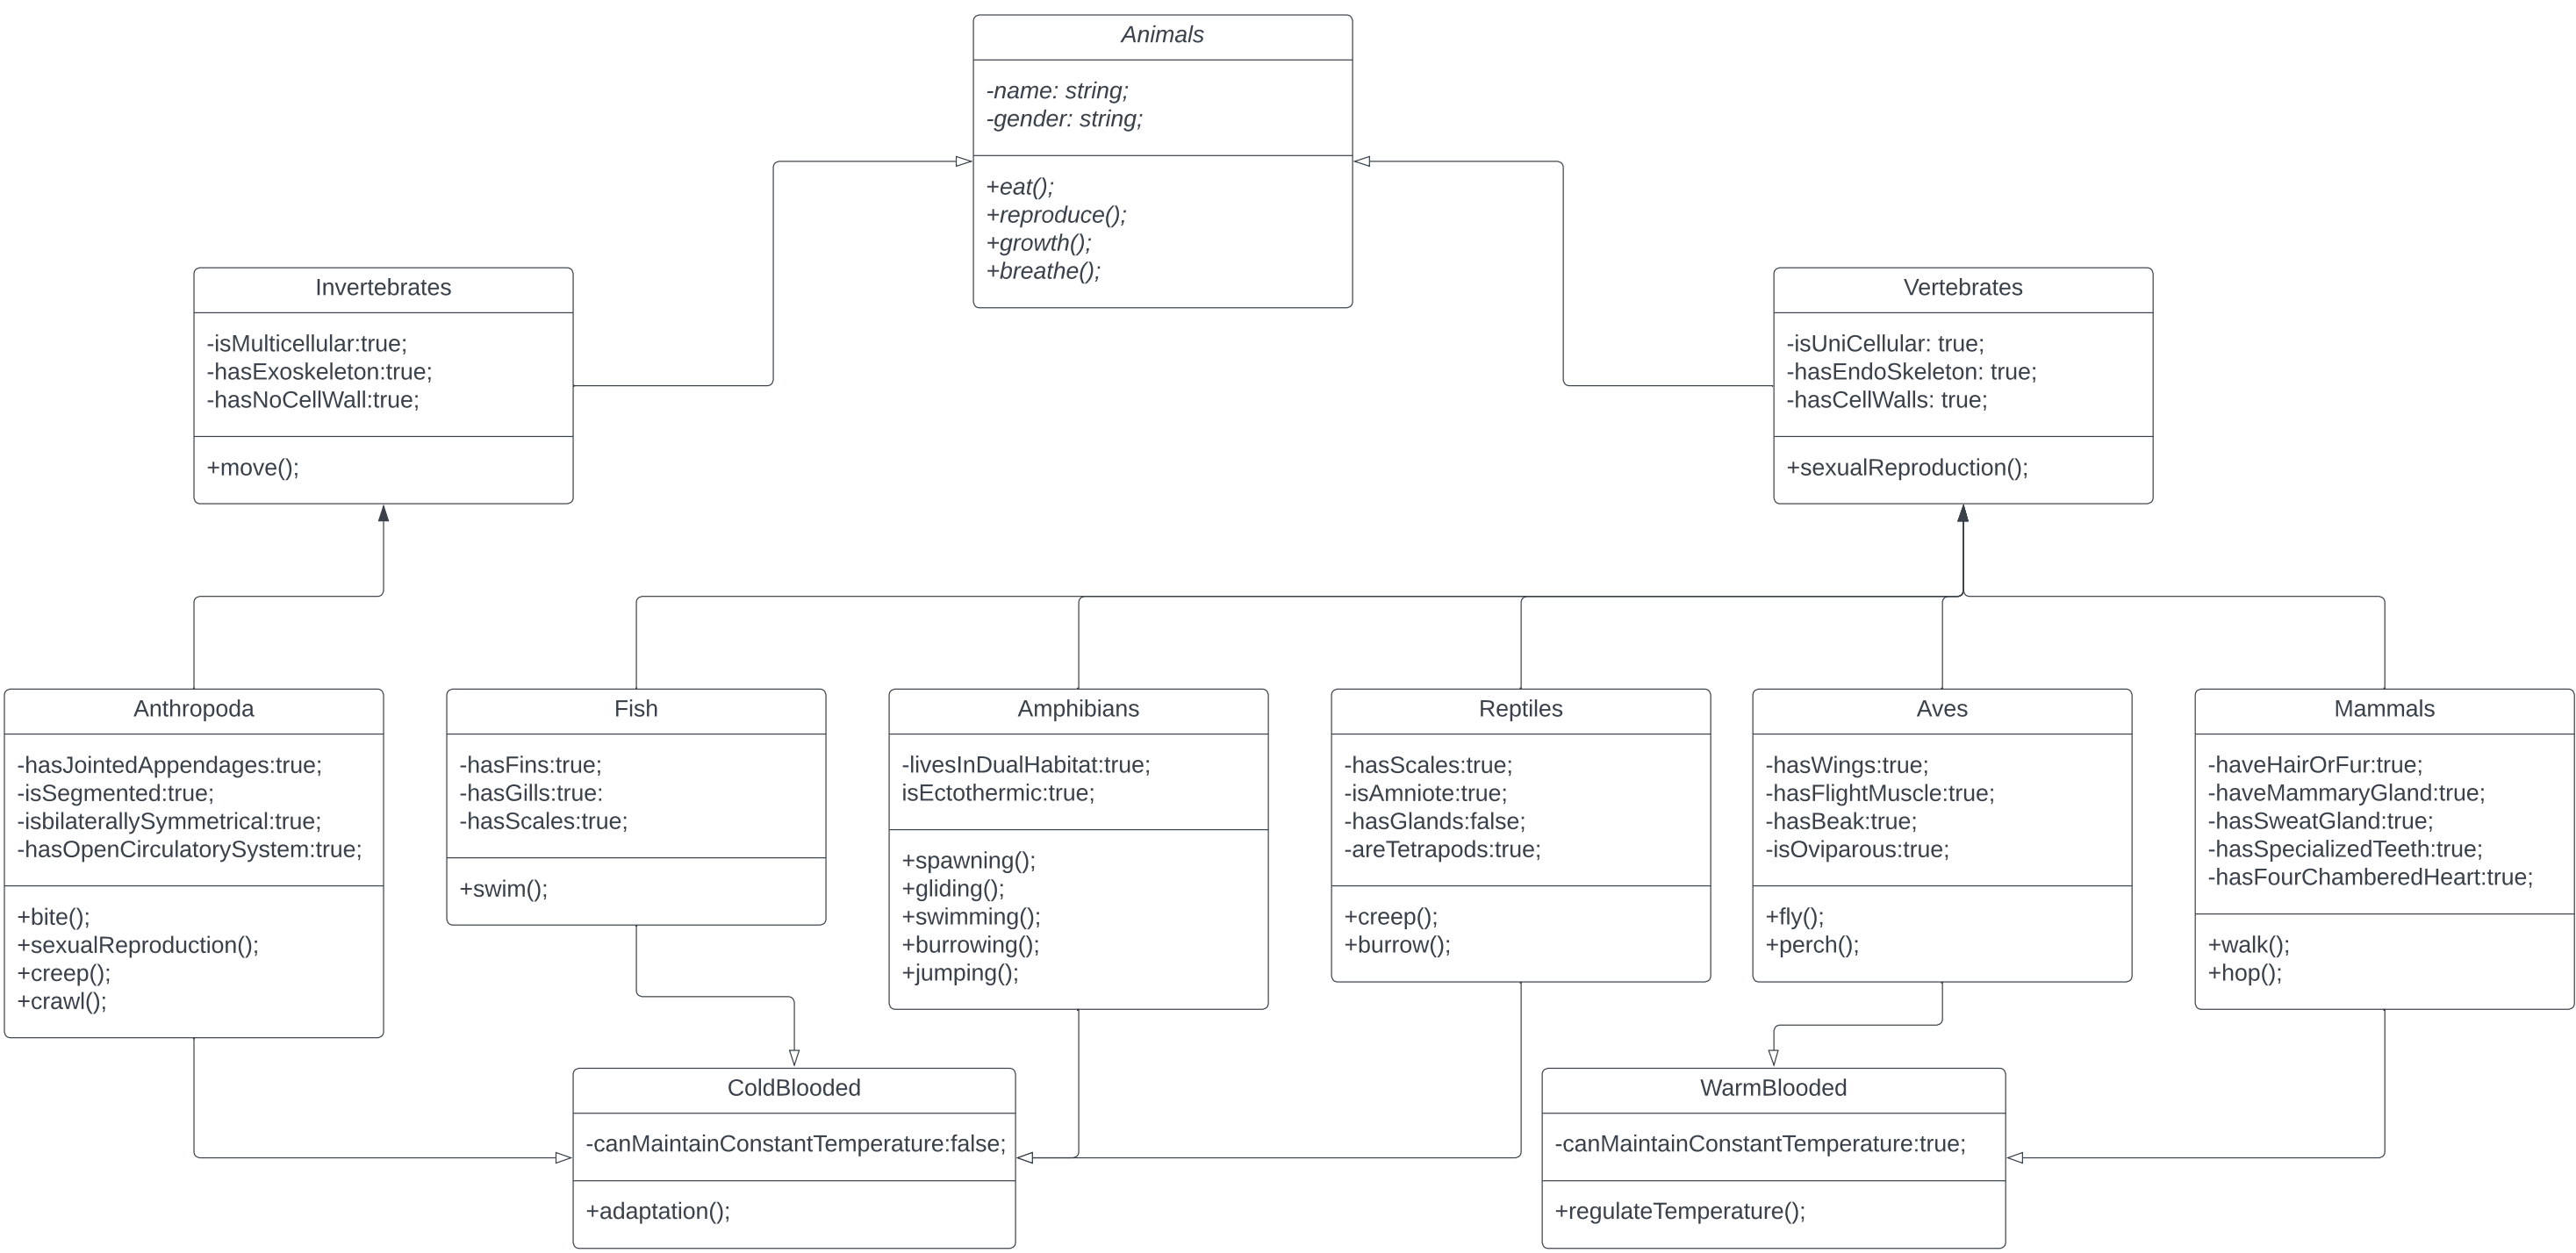 Animals
-name: string;
-gender: string;
+eat();
+reproduce();
+growth();
+breathe();
Invertebrates
-isMulticellular:true;
-hasExoskeleton:true;
-hasNoCellWall:true;
+move();
Vertebrates
-isUniCellular: true;
-hasEndoSkeleton: true;
-hasCellWalls: true;
+sexualReproduction();
Anthropoda
-hasJointedAppendages:true;
-isSegmented:true;
-isbilaterallySymmetrical:true;
-hasOpenCirculatorySystem:true;
+bite();
+sexualReproduction();
+creep();
+crawl();
Fish
-hasFins:true;
-hasGills:true:
-hasScales:true;
+swim();
Amphibians
-livesInDualHabitat:true;
isEctothermic:true;
+spawning();
+gliding();
+swimming();
+burrowing();
+jumping();
Reptiles
-hasScales:true;
-isAmniote:true;
-hasGlands:false;
-areTetrapods:true;
+creep();
+burrow();
Aves
-hasWings:true;
-hasFlightMuscle:true;
-hasBeak:true;
-isOviparous:true;
+fly();
+perch();
Mammals
-haveHairOrFur:true;
-haveMammaryGland:true;
-hasSweatGland:true;
-hasSpecializedTeeth:true;
-hasFourChamberedHeart:true;
+walk();
+hop();
ColdBlooded
-canMaintainConstantTemperature:false;
+adaptation();
WarmBlooded
-canMaintainConstantTemperature:true;
+regulateTemperature();